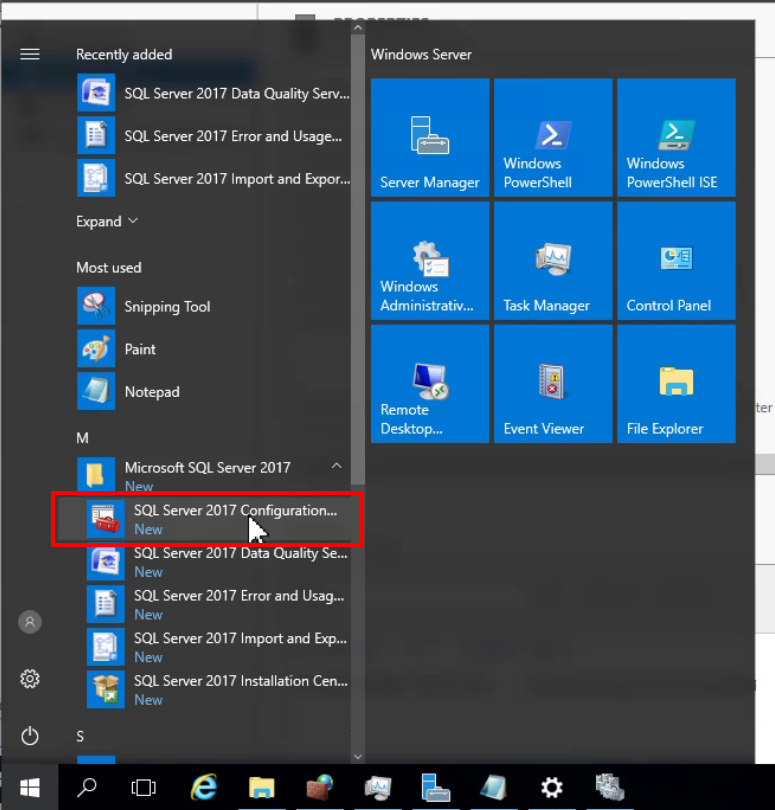 Recently added
SQL Server 2017 Data Quality Serv...
SQL Server 2017 Error and Usage...
SQL Server 2017 Import and Expor...
Expand
Most used
Snipping Tool
Paint
Notepad
M
Microsoft SQL Server 2017
New
SQL Server 2017 Configuration...
New
SQL Server 2017 Data Quality Se...
New
SQL Server 2017 Error and Usag...
New
SQL Server 2017 Import and Exp...
New
SQL Server 2017 Installation Cen...
New
S
Windows Server
Server Manager
Windows
PowerShell
Windows
PowerShell ISE
Windows
Administrativ...
Task Manager
Control Panel
Remote
Desktop...
Event Viewer
File Explorer
ter